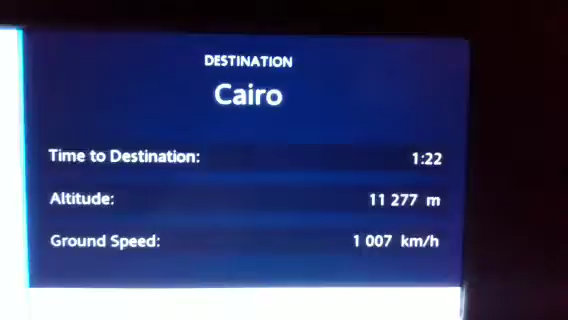 DESTINATION
Cairo
Time to Destination: 1:22
Altitude: 11 277 m
Ground Speed: 1 007 km/h